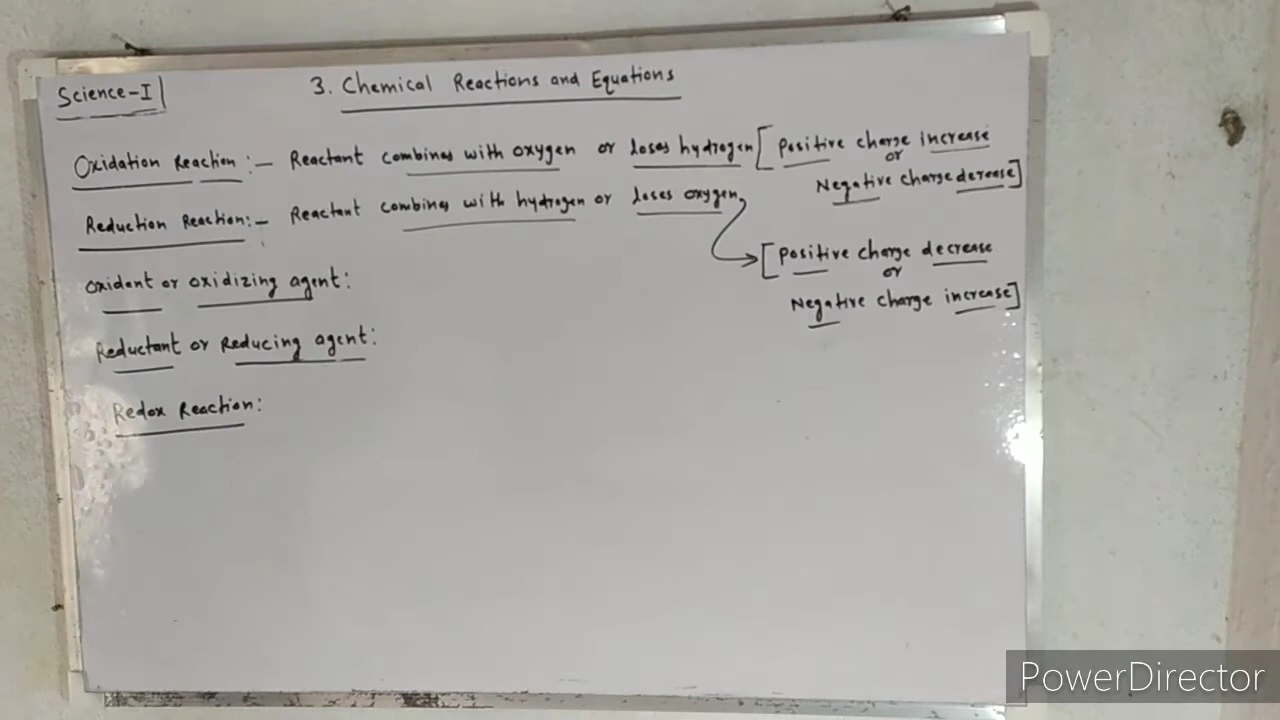 Science-I
3. Chemical Reactions and Equations
Oxidation Reaction:- Reactant combines with oxygen or loses hydrogen [Positive charge increase
or
Negative charge derease]
Reduction Reaction:- Reactant combines with hydrogen or loses oxygen
[Positive charge decrease
or
Negative charge increase]
Oxidant or oxidizing agent:
Reductant or Reducing agent:
Redox Reaction:
PowerDirector